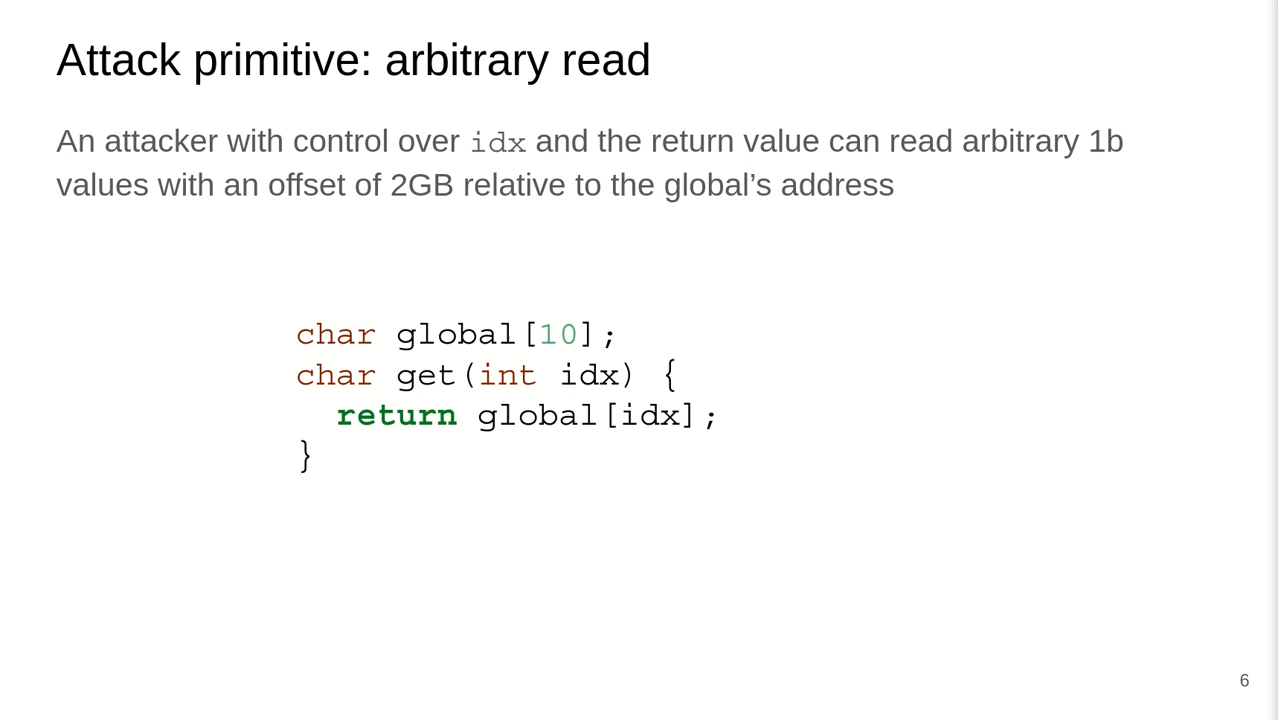 Attack primitive: arbitrary read
An attacker with control over idx and the return value can read arbitrary 1b
values with an offset of 2GB relative to the global’s address
char global[10];
char get(int idx) {
  return global[idx];
}
6